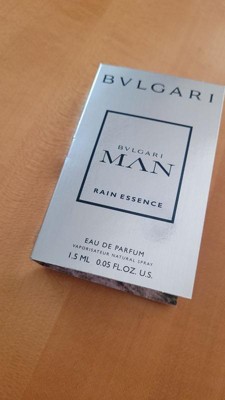 BVLGARI
BVLGARI
MAN
RAIN ESSENCE
EAU DE PARFUM
VAPORISATEUR NATURAL SPRAY
1.5 ML 0.05 FL.OZ. U.S.